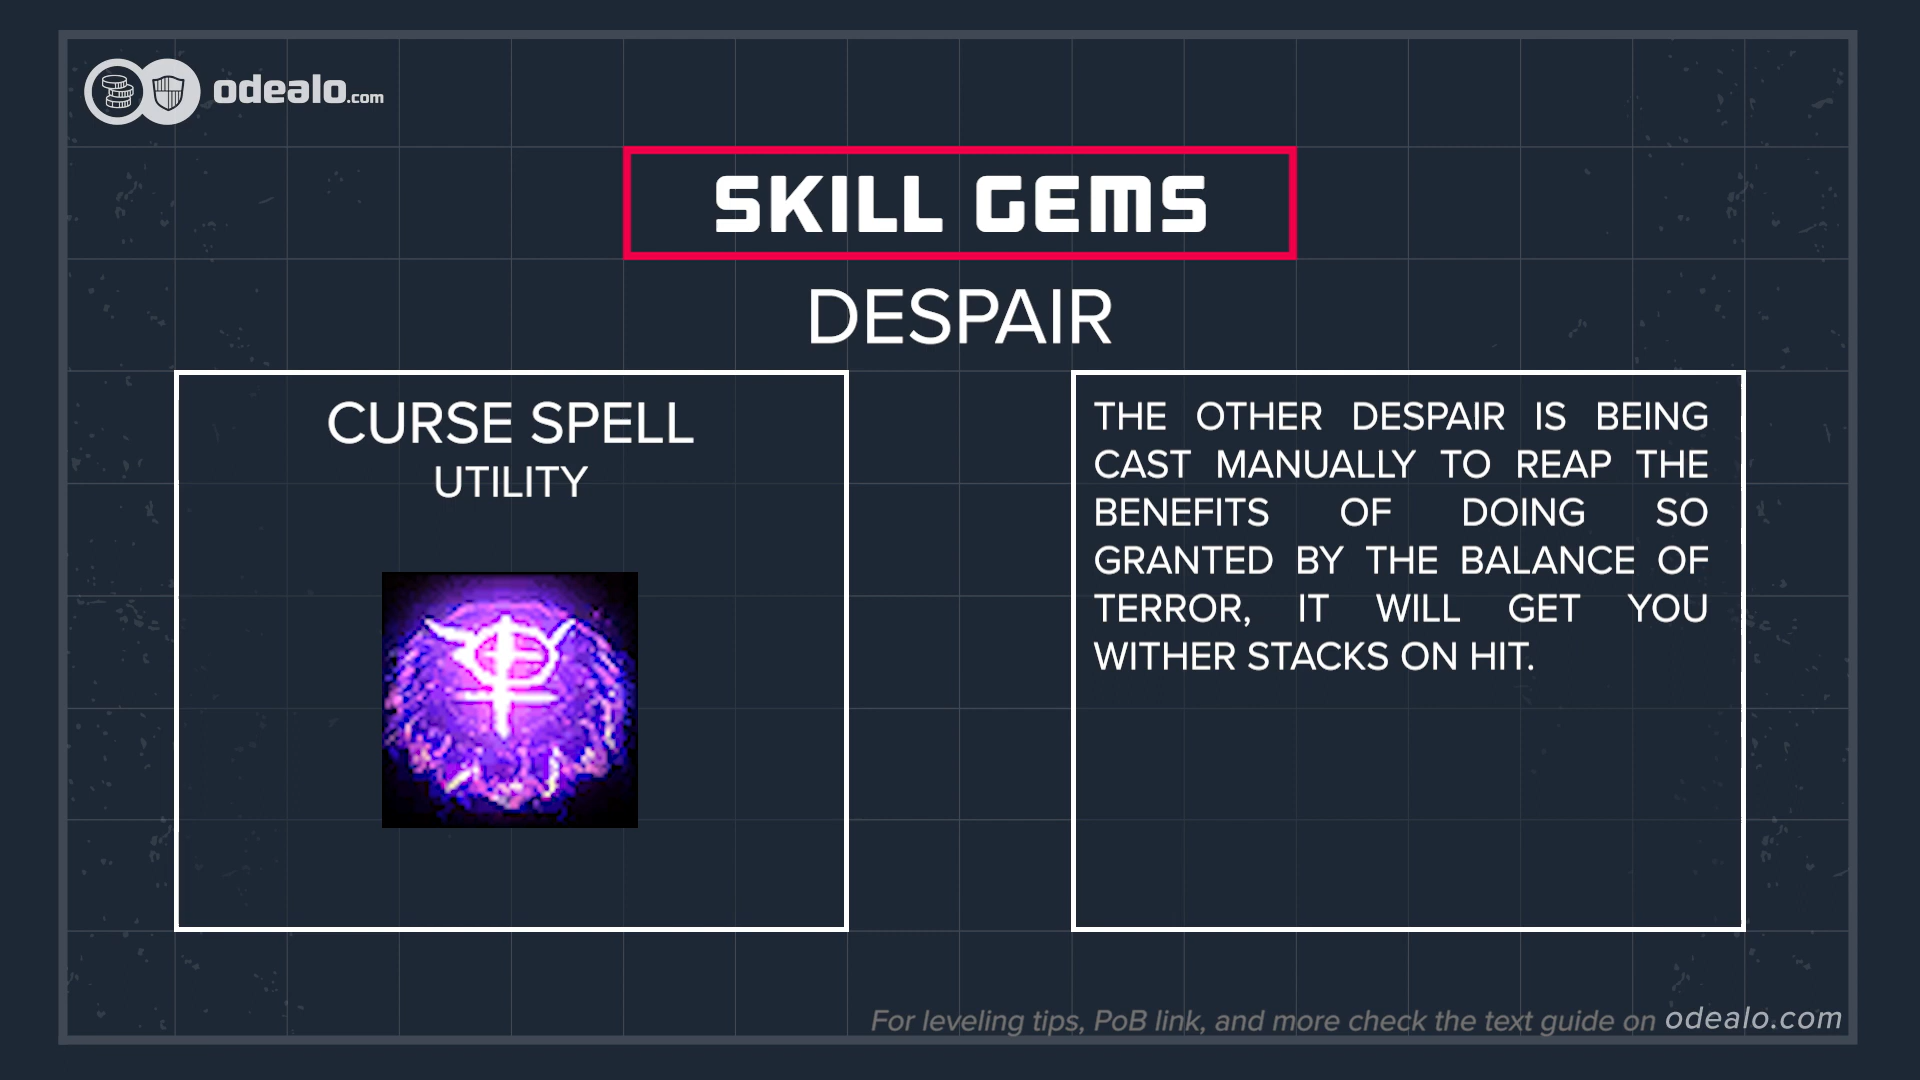 odealo.com
SKILL GEMS
DESPAIR
CURSE SPELL
UTILITY
THE OTHER DESPAIR IS BEING
CAST MANUALLY TO REAP THE
BENEFITS OF DOING SO
GRANTED BY THE BALANCE OF
TERROR, IT WILL GET YOU
WITHER STACKS ON HIT.
For leveling tips, PoB link, and more check the text guide on odealo.com